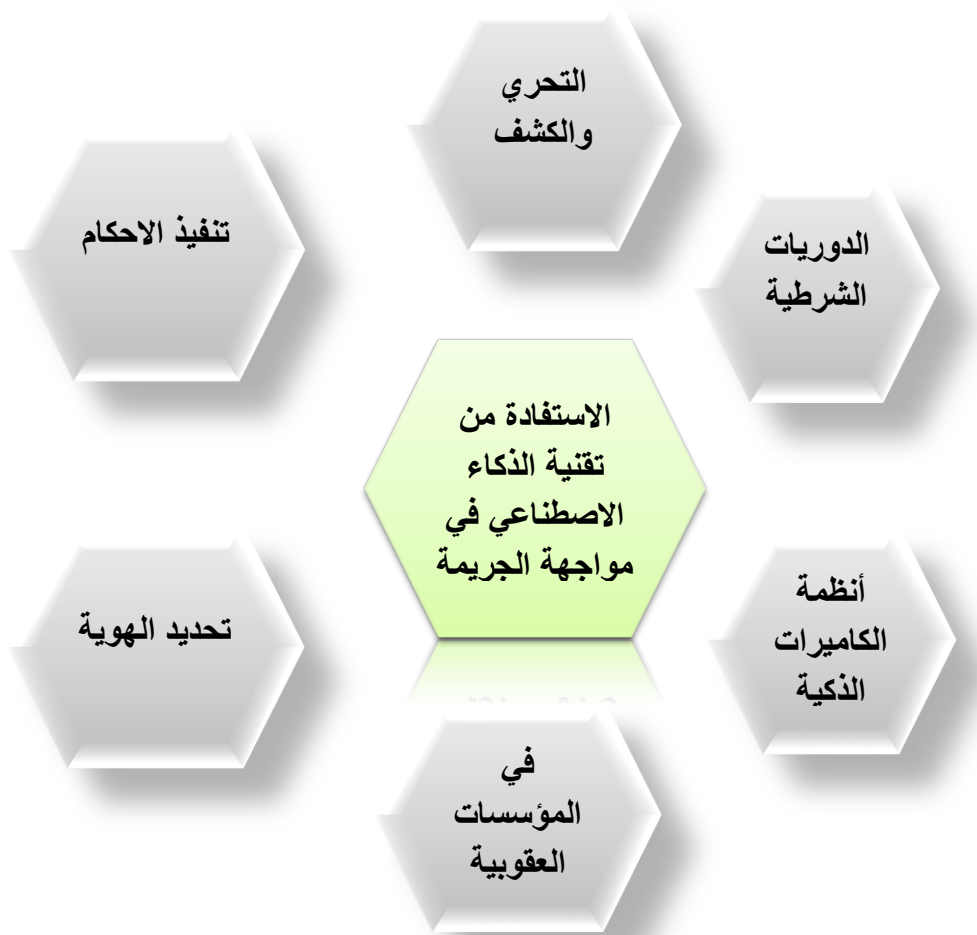 التحري
والكشف
الدوريات
الشرطية
تنفيذ الاحكام
الاستفادة من
تقنية الذكاء
الاصطناعي في
مواجهة الجريمة
أنظمة
الكاميرات
الذكية
تحديد الهوية
في
المؤسسات
العقوبية